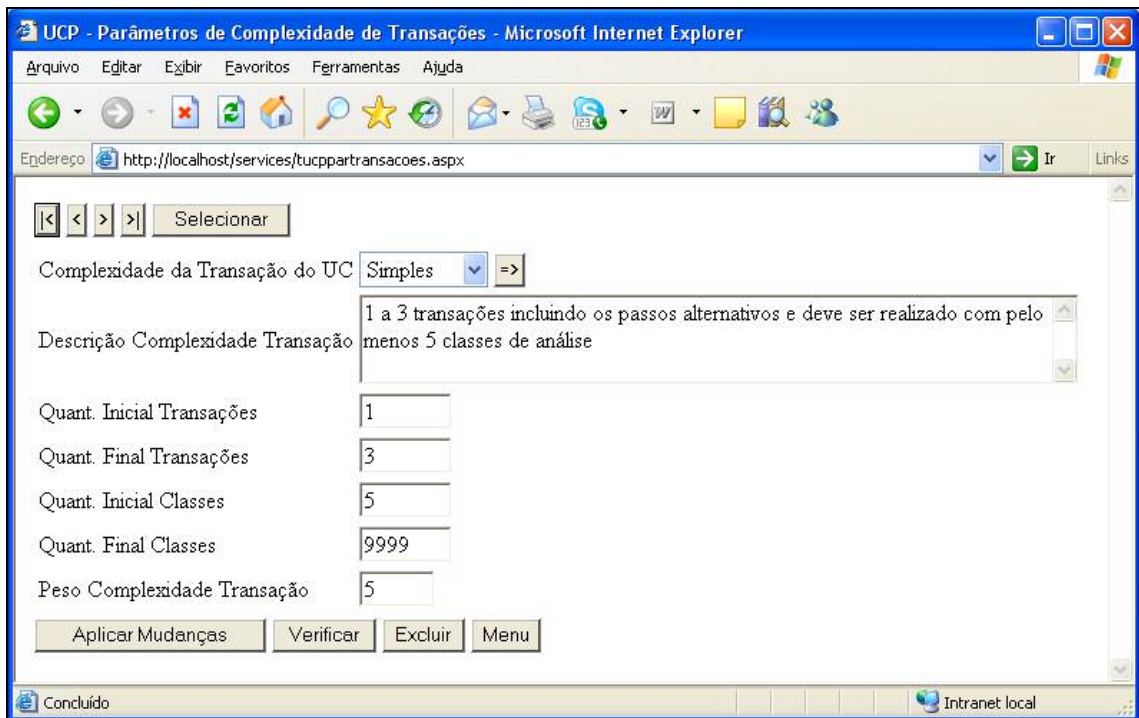 UCP - Parâmetros de Complexidade de Transações - Microsoft Internet Explorer
Arquivo Editar Exibir Favoritos Ferramentas Ajuda
Endereço http://localhost/services/tucppartransacoes.aspx Ir Links
|< < > >| Selecionar
Complexidade da Transação do UC Simples =>
1 a 3 transações incluindo os passos alternativos e deve ser realizado com pelo
Descrição Complexidade Transação menos 5 classes de análise
Quant. Inicial Transações 1
Quant. Final Transações 3
Quant. Inicial Classes 5
Quant. Final Classes 9999
Peso Complexidade Transação 5
Aplicar Mudanças Verificar Excluir Menu
Concluído Intranet local